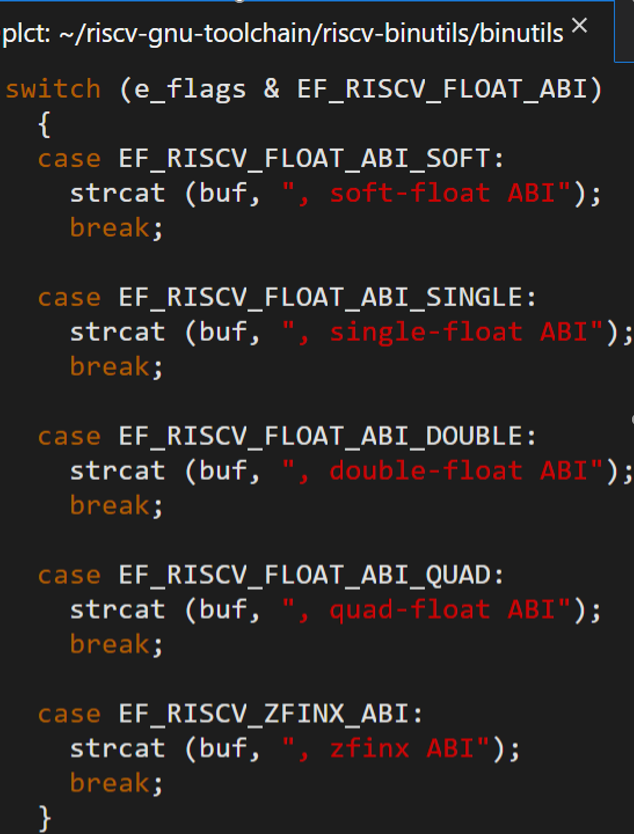 plct: ~/riscv-gnu-toolchain/riscv-binutils/binutils ×
switch (e_flags & EF_RISCV_FLOAT_ABI)
{
case EF_RISCV_FLOAT_ABI_SOFT:
strcat (buf, ", soft-float ABI");
break;
case EF_RISCV_FLOAT_ABI_SINGLE:
strcat (buf, ", single-float ABI");
break;
case EF_RISCV_FLOAT_ABI_DOUBLE:
strcat (buf, ", double-float ABI");
break;
case EF_RISCV_FLOAT_ABI_QUAD:
strcat (buf, ", quad-float ABI");
break;
case EF_RISCV_ZFINX_ABI:
strcat (buf, ", zfinx ABI");
break;
}